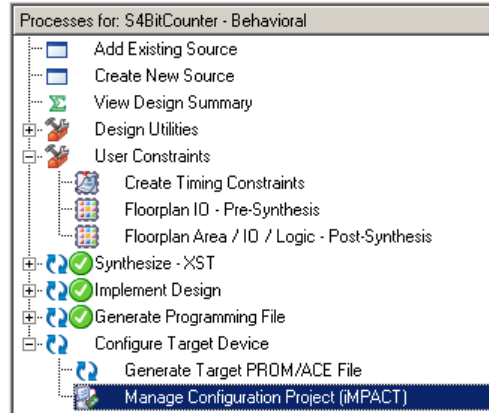 Processes for: S4BitCounter - Behavioral
Add Existing Source
Create New Source
View Design Summary
Design Utilities
User Constraints
Create Timing Constraints
Floorplan IO - Pre-Synthesis
Floorplan Area / IO / Logic - Post-Synthesis
Synthesize - XST
Implement Design
Generate Programming File
Configure Target Device
Generate Target PROM/ACE File
Manage Configuration Project (iMPACT)